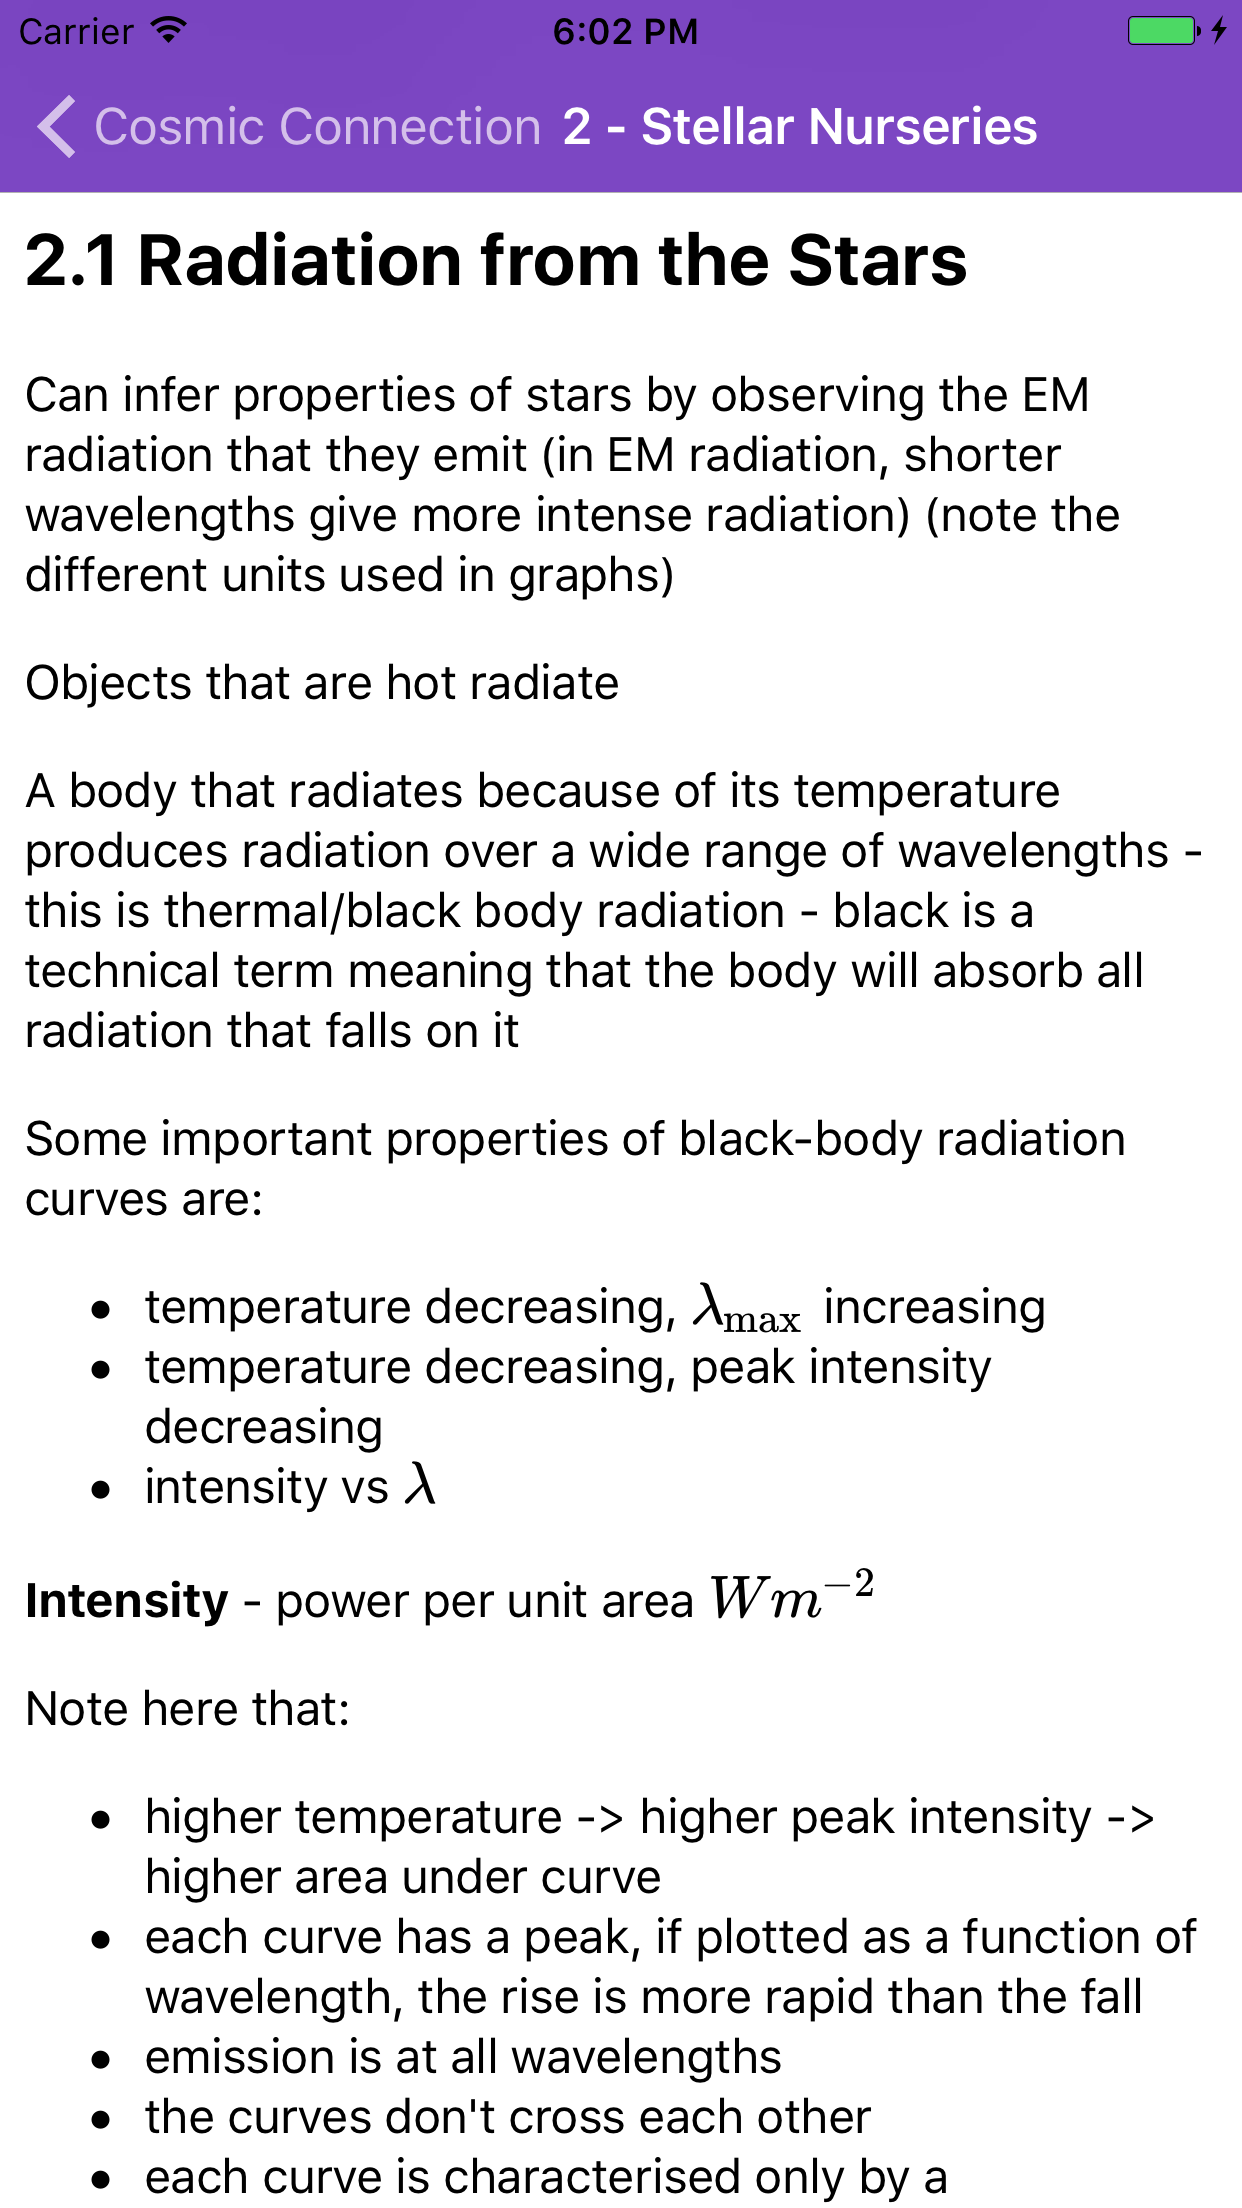 Carrier 6:02 PM
Cosmic Connection 2 - Stellar Nurseries
2.1 Radiation from the Stars
Can infer properties of stars by observing the EM
radiation that they emit (in EM radiation, shorter
wavelengths give more intense radiation) (note the
different units used in graphs)
Objects that are hot radiate
A body that radiates because of its temperature
produces radiation over a wide range of wavelengths -
this is thermal/black body radiation - black is a
technical term meaning that the body will absorb all
radiation that falls on it
Some important properties of black-body radiation
curves are:
• temperature decreasing, λmax increasing
• temperature decreasing, peak intensity
decreasing
• intensity vs λ
Intensity - power per unit area Wm⁻²
Note here that:
• higher temperature -> higher peak intensity ->
higher area under curve
• each curve has a peak, if plotted as a function of
wavelength, the rise is more rapid than the fall
• emission is at all wavelengths
• the curves don't cross each other
• each curve is characterised only by a